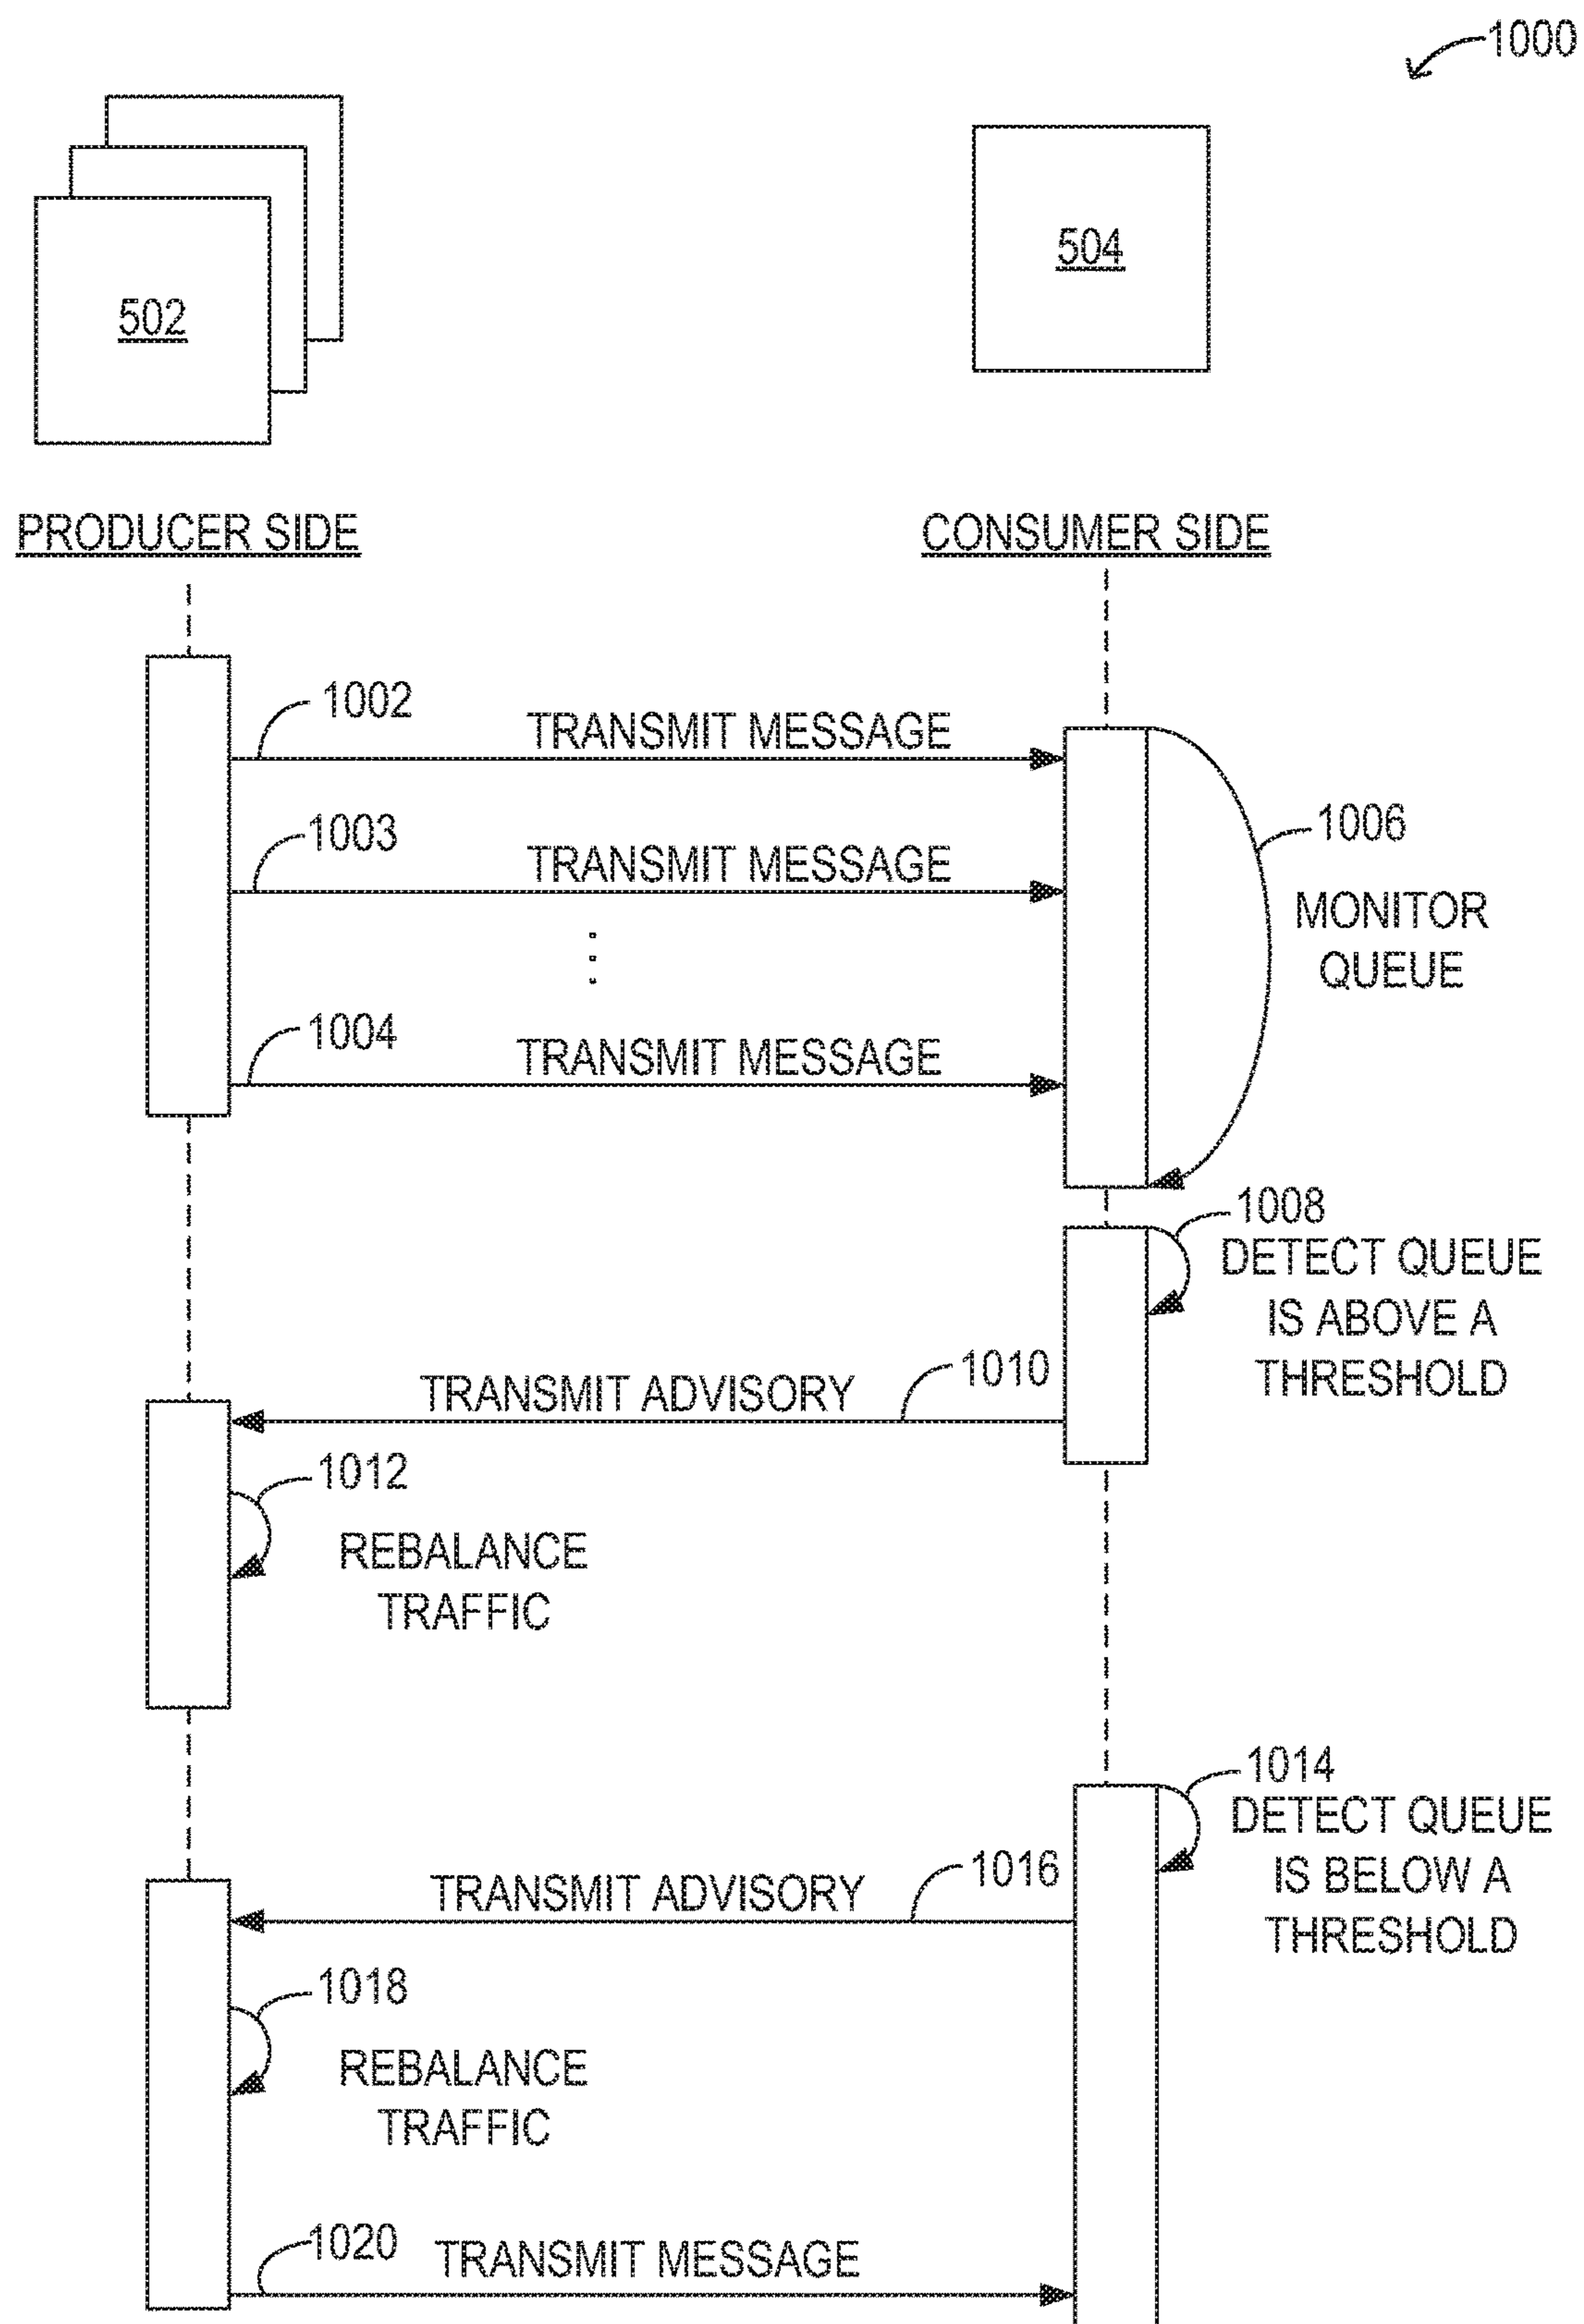 1000
502
504
PRODUCER SIDE
CONSUMER SIDE
1002
TRANSMIT MESSAGE
1003
TRANSMIT MESSAGE
1006
MONITOR
QUEUE
1004
TRANSMIT MESSAGE
1008
DETECT QUEUE
IS ABOVE A
THRESHOLD
1010
TRANSMIT ADVISORY
1012
REBALANCE
TRAFFIC
1014
DETECT QUEUE
IS BELOW A
THRESHOLD
1016
TRANSMIT ADVISORY
1018
REBALANCE
TRAFFIC
1020
TRANSMIT MESSAGE